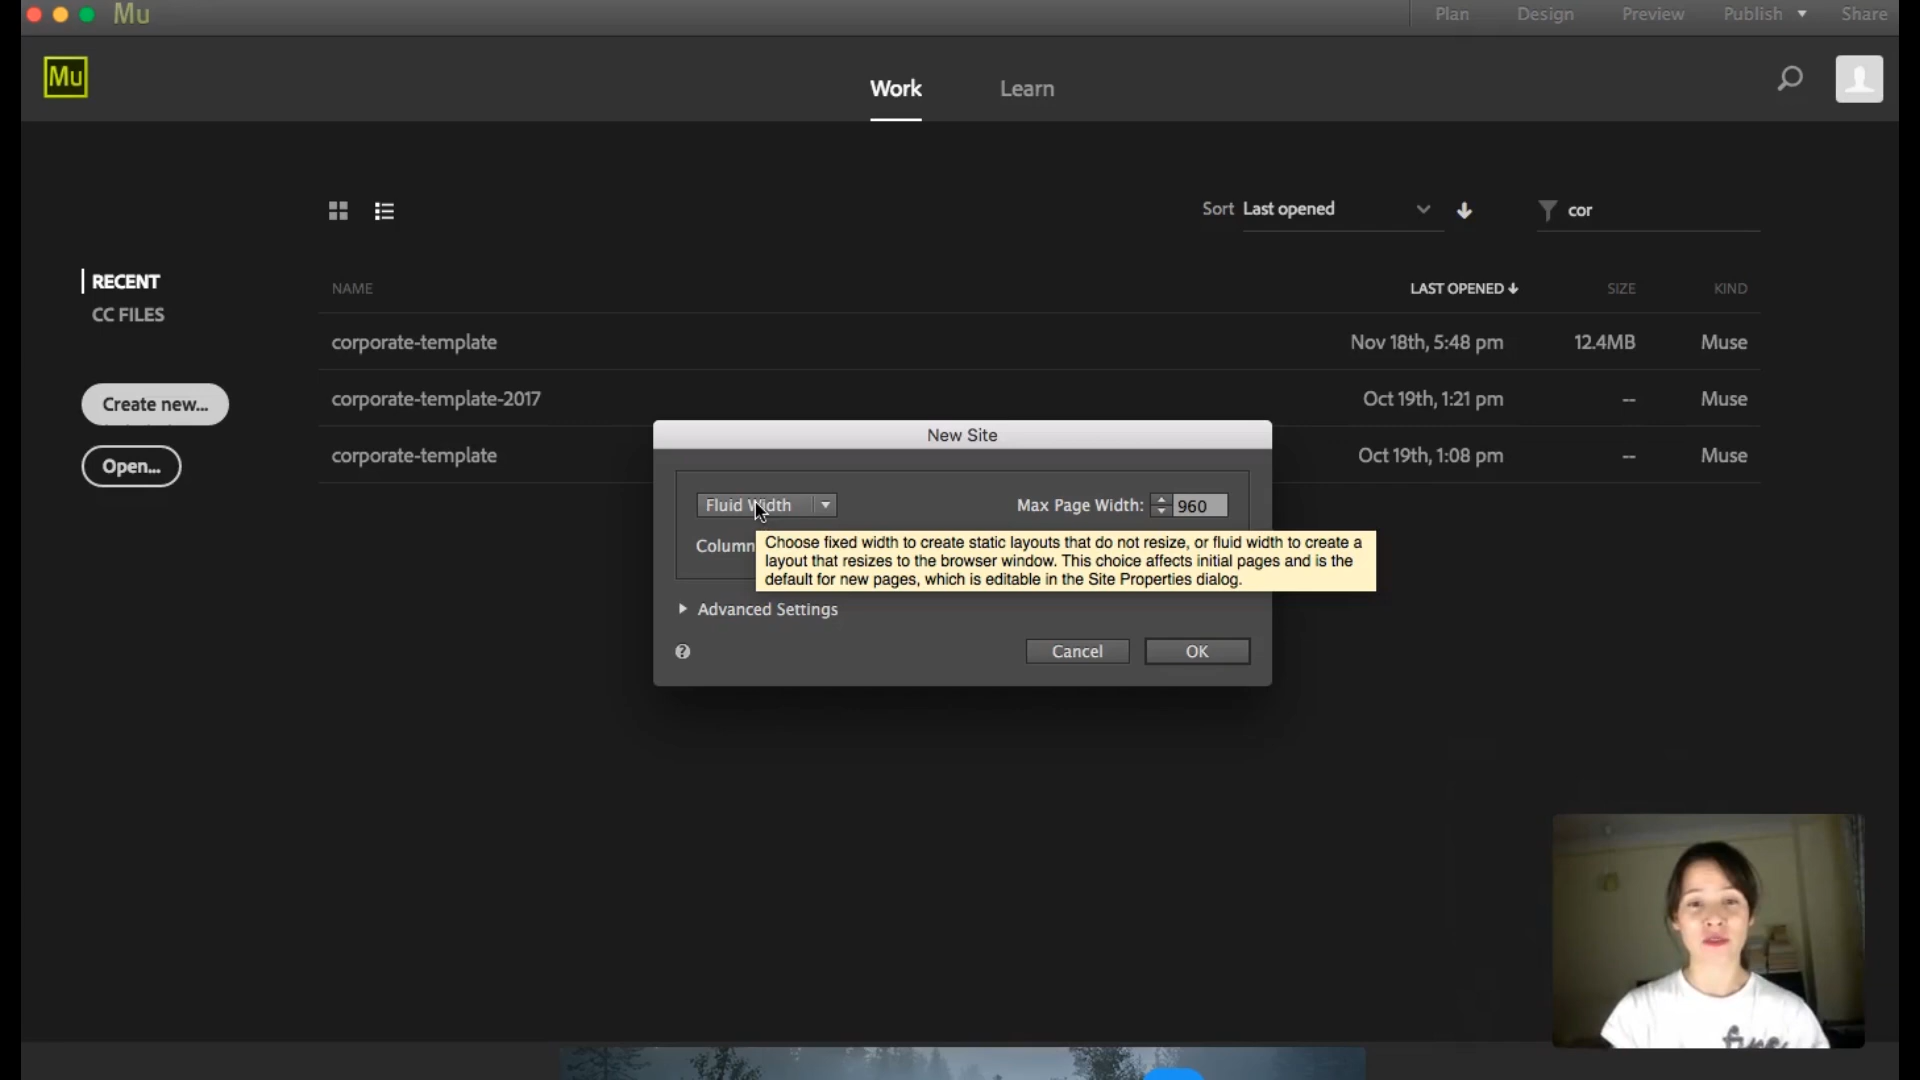 Mu
Plan Design Preview Publish Share
Mu
Work Learn
Sort Last opened cor
RECENT
CC FILES
Create new...
Open...
NAME LAST OPENED SIZE KIND
corporate-template Nov 18th, 5:48 pm 12.4MB Muse
corporate-template-2017 Oct 19th, 1:21 pm -- Muse
corporate-template Oct 19th, 1:08 pm -- Muse
New Site
Fluid Width Max Page Width: 960
Column
Choose fixed width to create static layouts that do not resize, or fluid width to create a
layout that resizes to the browser window. This choice affects initial pages and is the
default for new pages, which is editable in the Site Properties dialog.
Advanced Settings
? Cancel OK